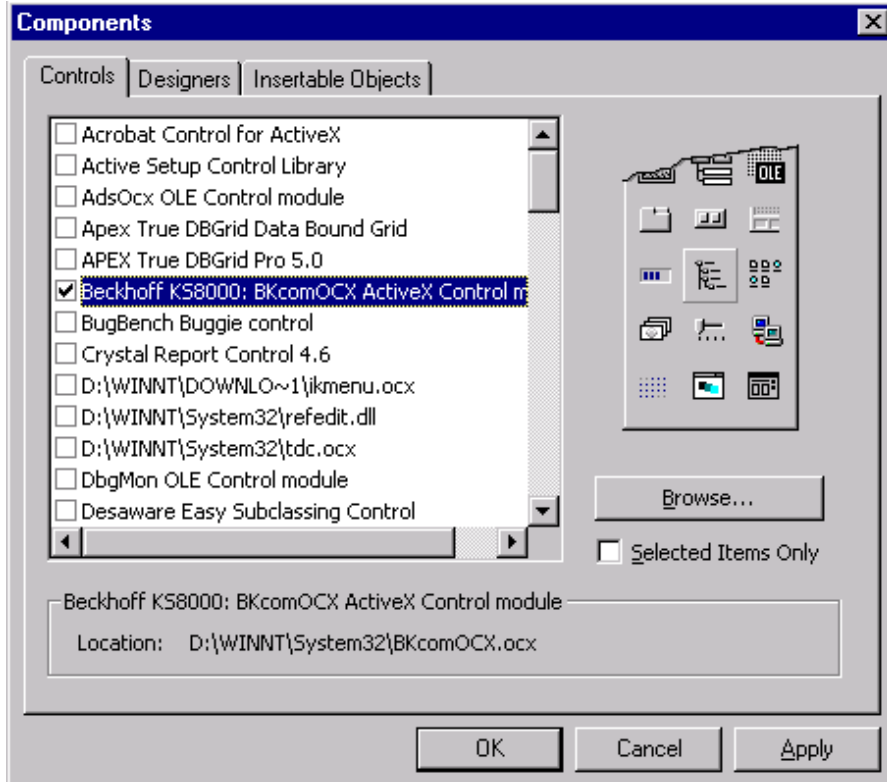 Components
Controls Designers Insertable Objects
Acrobat Control for ActiveX
Active Setup Control Library
AdsOcx OLE Control module
Apex True DBGrid Data Bound Grid
APEX True DBGrid Pro 5.0
Beckhoff KS8000: BKcomOCX ActiveX Control m
BugBench Buggie control
Crystal Report Control 4.6
D:\WINNT\DOWNLO~1\ikmenu.ocx
D:\WINNT\System32\refedit.dll
D:\WINNT\System32\tdc.ocx
DbgMon OLE Control module
Desaware Easy Subclassing Control
OLE
Browse...
Selected Items Only
Beckhoff KS8000: BKcomOCX ActiveX Control module
Location: D:\WINNT\System32\BKcomOCX.ocx
OK Cancel Apply